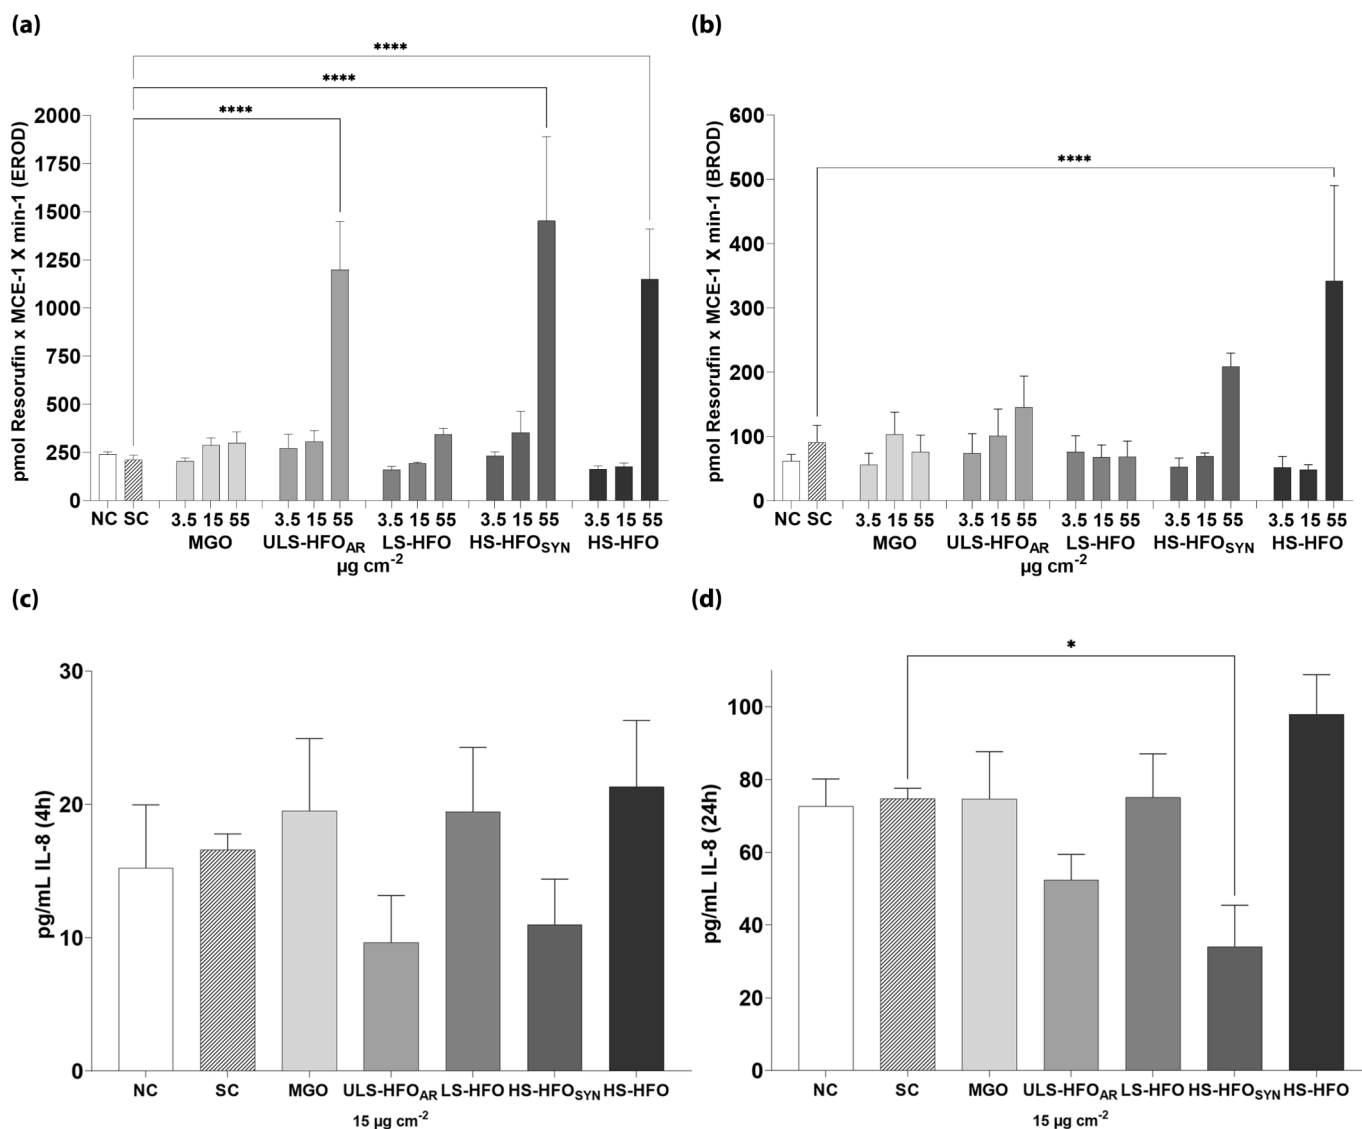 (a)
pmol Resorufin x MCE-1 X min-1 (EROD)
2000
1750
1500
1250
1000
750
500
250
0
****
****
****
NC SC 3.5 15 55 3.5 15 55 3.5 15 55 3.5 15 55 3.5 15 55
MGO ULS-HFOAR LS-HFO HS-HFOSYN HS-HFO
µg cm-2
(b)
pmol Resorufin x MCE-1 X min-1 (BROD)
600
500
400
300
200
100
0
****
NC SC 3.5 15 55 3.5 15 55 3.5 15 55 3.5 15 55 3.5 15 55
MGO ULS-HFOAR LS-HFO HS-HFOSYN HS-HFO
µg cm-2
(c)
pg/mL IL-8 (4h)
30
20
10
0
NC SC MGO ULS-HFOAR LS-HFO HS-HFOSYN HS-HFO
15 µg cm-2
(d)
pg/mL IL-8 (24h)
100
80
60
40
20
0
*
NC SC MGO ULS-HFOAR LS-HFO HS-HFOSYN HS-HFO
15 µg cm-2